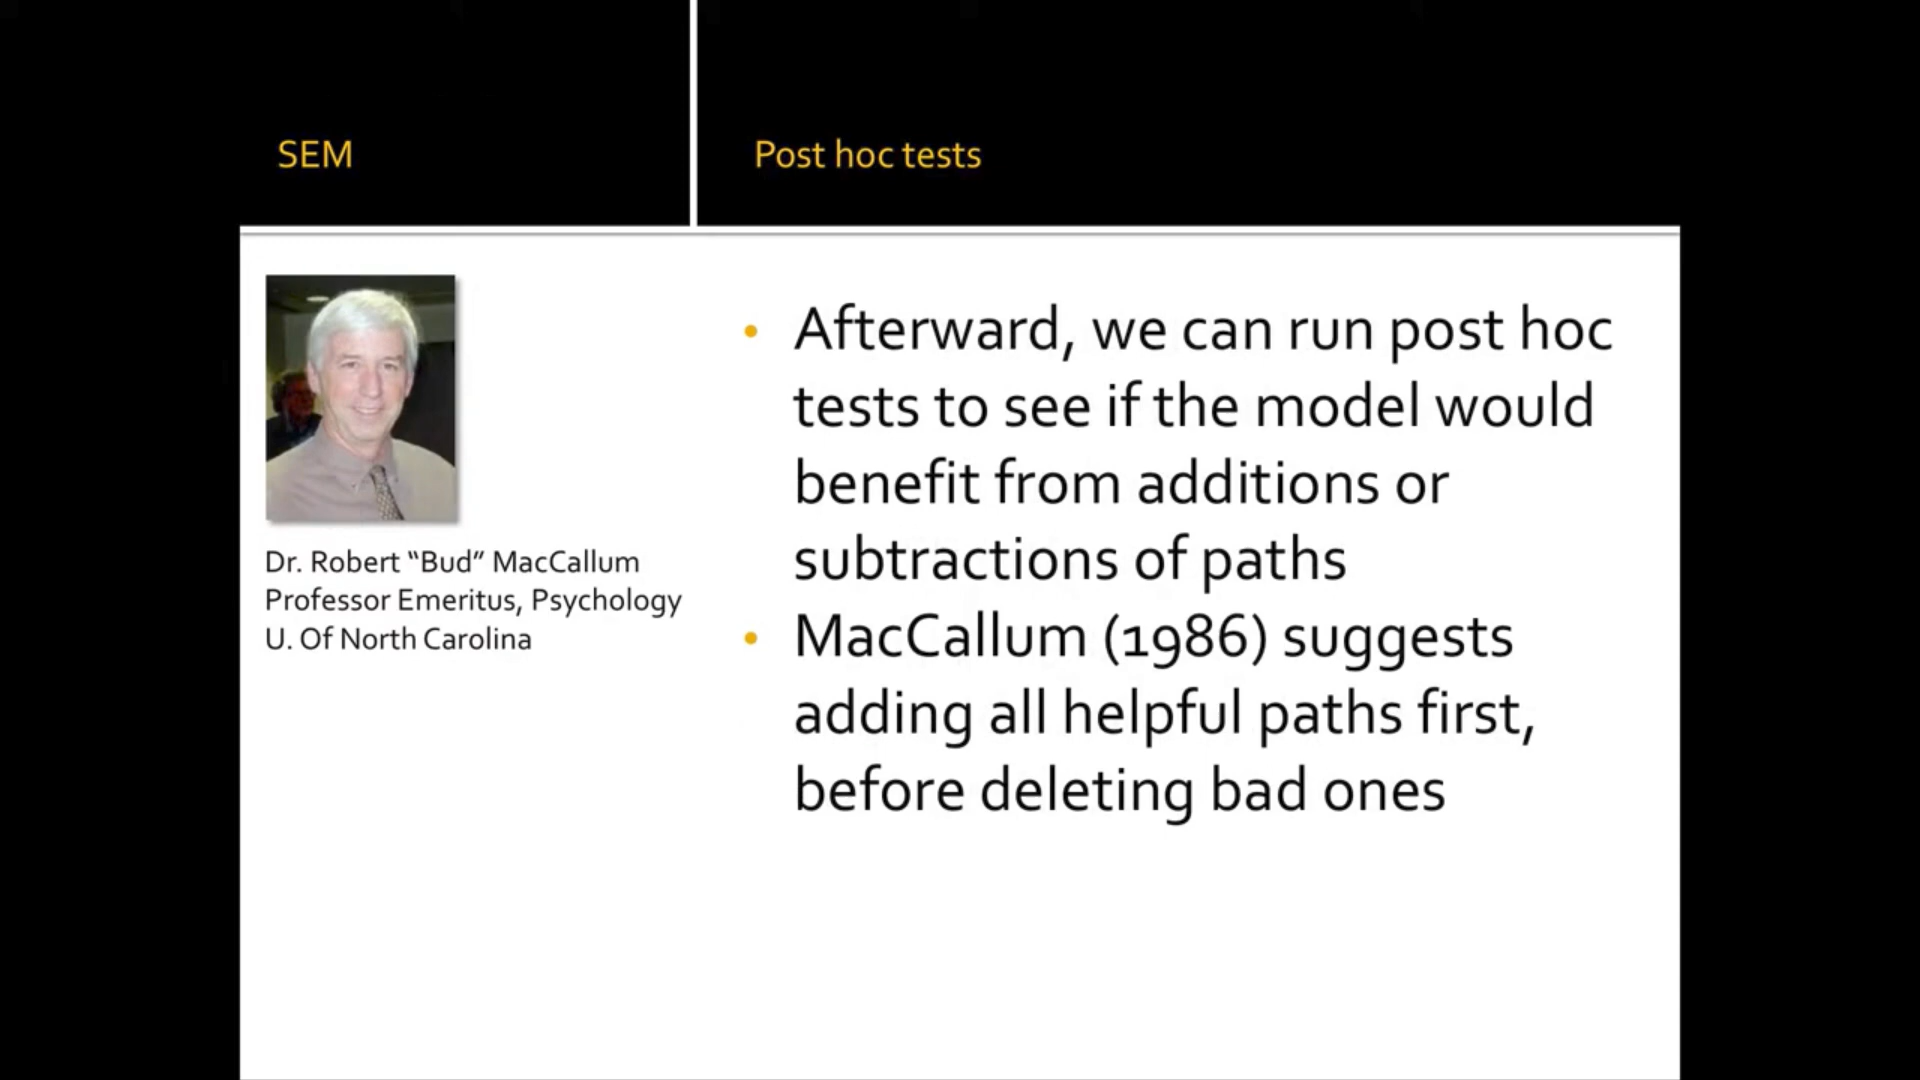 SEM
Post hoc tests
Dr. Robert “Bud” MacCallum
Professor Emeritus, Psychology
U. Of North Carolina
• Afterward, we can run post hoc
tests to see if the model would
benefit from additions or
subtractions of paths
• MacCallum (1986) suggests
adding all helpful paths first,
before deleting bad ones